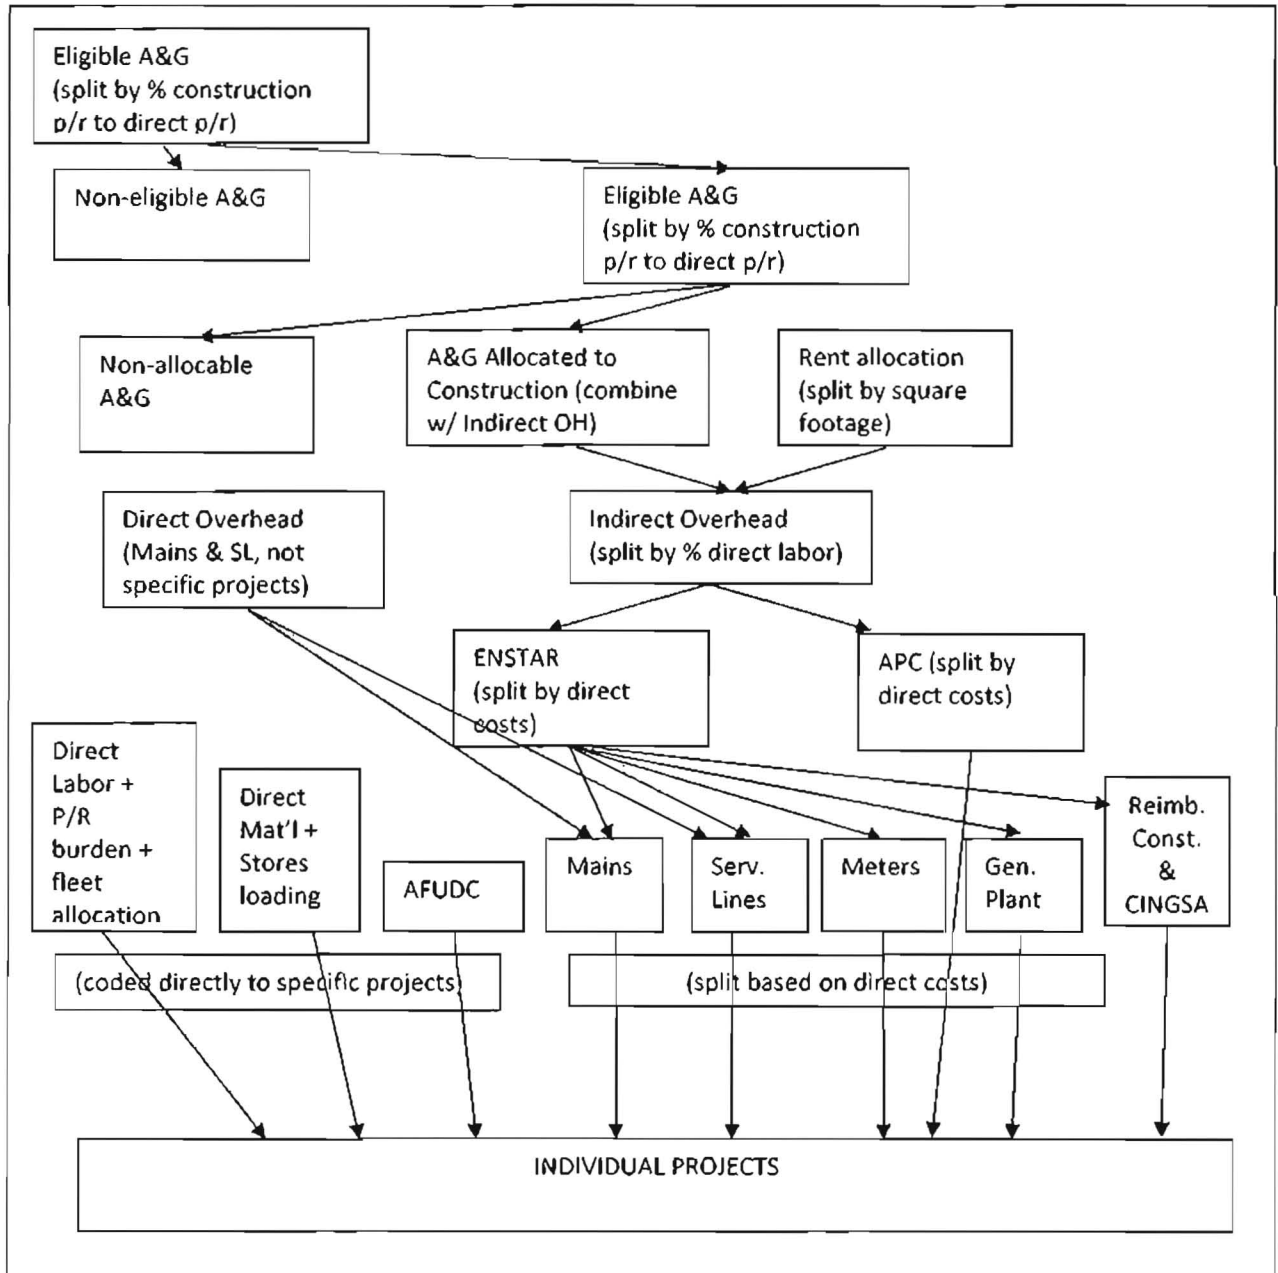 Eligible A&G
(split by % construction
p/r to direct p/r)
Non-eligible A&G
Eligible A&G
(split by % construction
p/r to direct p/r)
Non-allocable
A&G
A&G Allocated to
Construction (combine
w/ Indirect OH)
Rent allocation
(split by square
footage)
Direct Overhead
(Mains & SL, not
specific projects)
Indirect Overhead
(split by % direct labor)
ENSTAR
(split by direct
costs)
APC (split by
direct costs)
Direct
Labor +
P/R
burden +
fleet
allocation
Direct
Mat'l +
Stores
loading
AFUDC
Mains
Serv.
Lines
Meters
Gen.
Plant
Reimb.
Const.
&
CINGSA
(coded directly to specific projects)
(split based on direct costs)
INDIVIDUAL PROJECTS